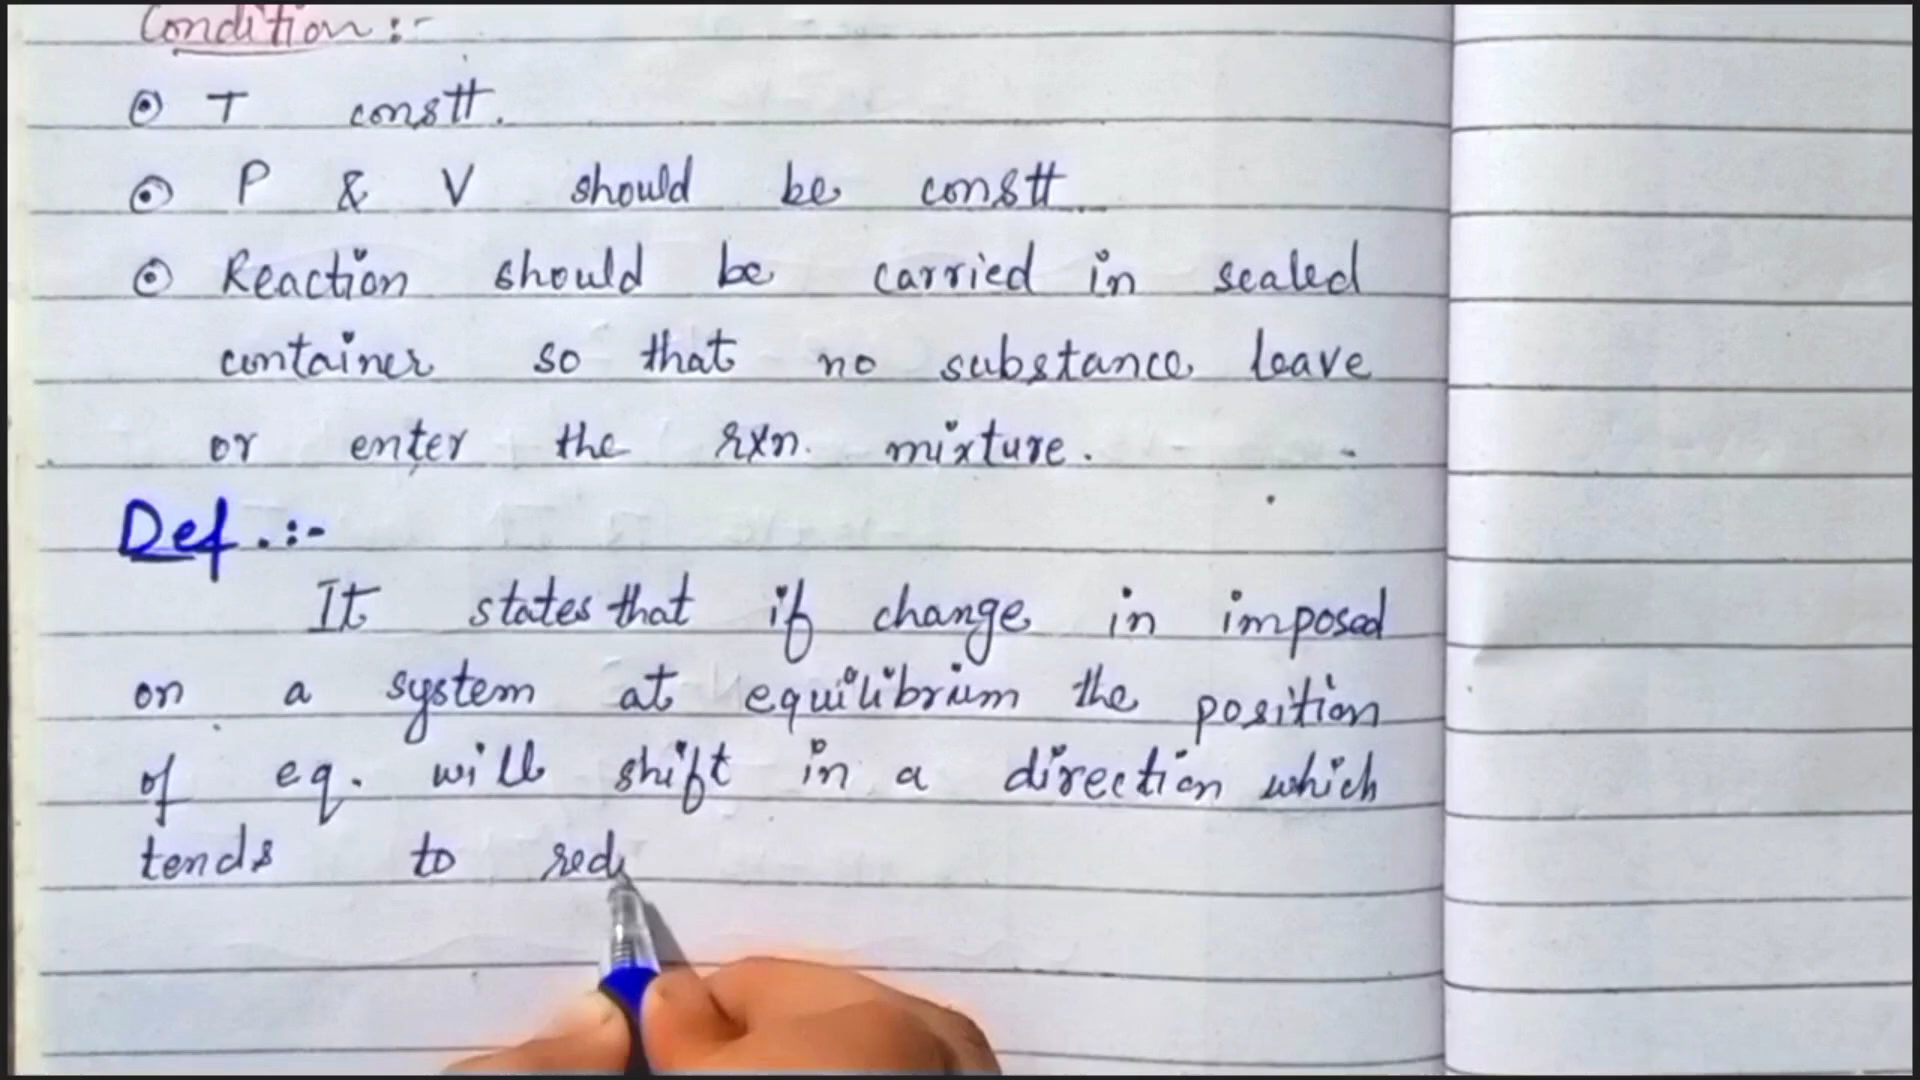 Condition :-
T constt.
P & V should be constt.
Reaction should be carried in sealed
container so that no substance leave
or enter the rxn. mixture.
Def. :-
It states that if change in imposed
on a system at equilibrium the position
of eq. will shift in a direction which
tends to red